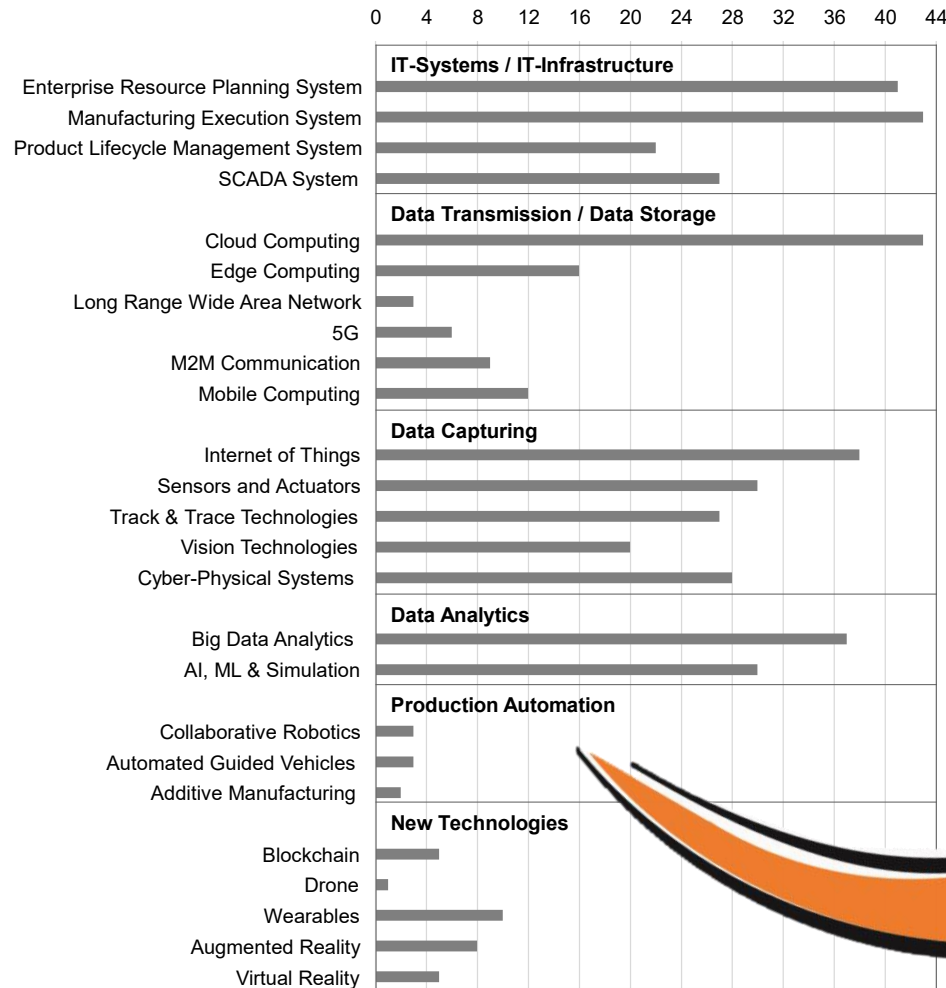 0 4 8 12 16 20 24 28 32 36 40 44
IT-Systems / IT-Infrastructure
Enterprise Resource Planning System
Manufacturing Execution System
Product Lifecycle Management System
SCADA System
Data Transmission / Data Storage
Cloud Computing
Edge Computing
Long Range Wide Area Network
5G
M2M Communication
Mobile Computing
Data Capturing
Internet of Things
Sensors and Actuators
Track & Trace Technologies
Vision Technologies
Cyber-Physical Systems
Data Analytics
Big Data Analytics
AI, ML & Simulation
Production Automation
Collaborative Robotics
Automated Guided Vehicles
Additive Manufacturing
New Technologies
Blockchain
Drone
Wearables
Augmented Reality
Virtual Reality